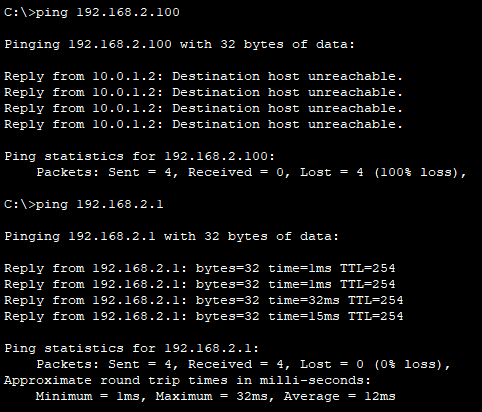 C:\>ping 192.168.2.100
Pinging 192.168.2.100 with 32 bytes of data:
Reply from 10.0.1.2: Destination host unreachable.
Reply from 10.0.1.2: Destination host unreachable.
Reply from 10.0.1.2: Destination host unreachable.
Reply from 10.0.1.2: Destination host unreachable.
Ping statistics for 192.168.2.100:
    Packets: Sent = 4, Received = 0, Lost = 4 (100% loss),
C:\>ping 192.168.2.1
Pinging 192.168.2.1 with 32 bytes of data:
Reply from 192.168.2.1: bytes=32 time=1ms TTL=254
Reply from 192.168.2.1: bytes=32 time=1ms TTL=254
Reply from 192.168.2.1: bytes=32 time=32ms TTL=254
Reply from 192.168.2.1: bytes=32 time=15ms TTL=254
Ping statistics for 192.168.2.1:
    Packets: Sent = 4, Received = 4, Lost = 0 (0% loss),
Approximate round trip times in milli-seconds:
    Minimum = 1ms, Maximum = 32ms, Average = 12ms